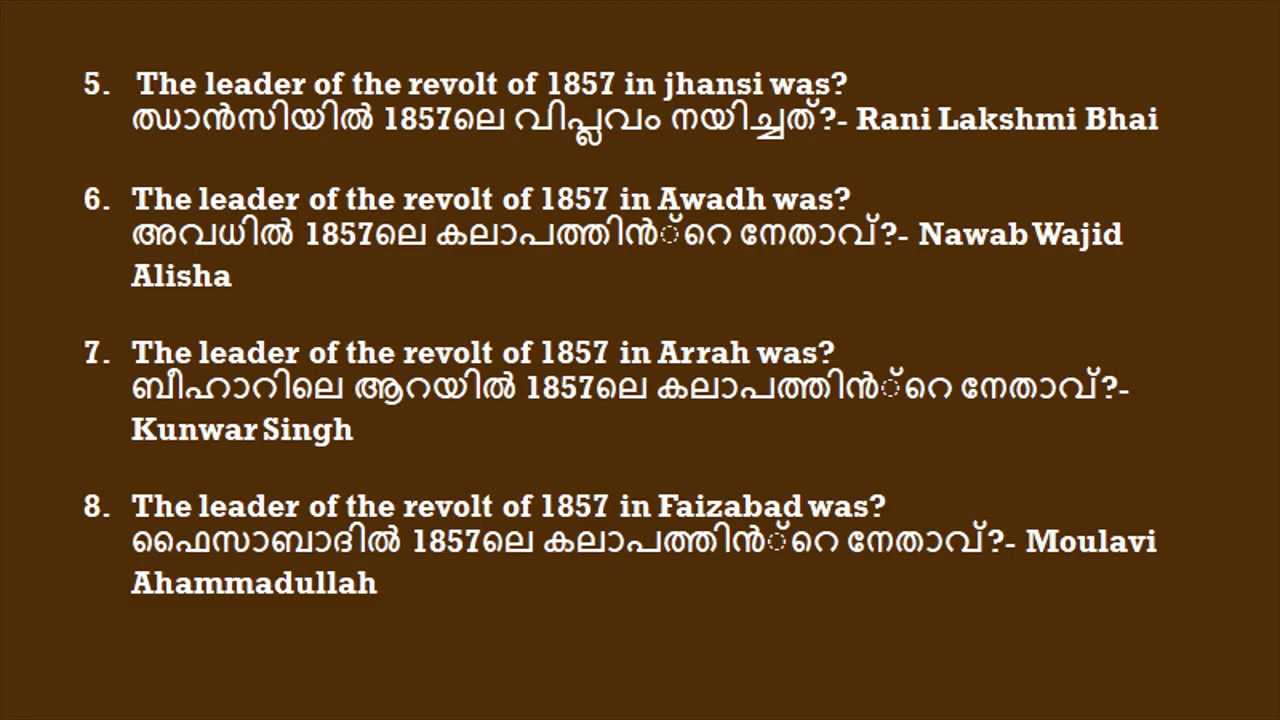 5. The leader of the revolt of 1857 in jhansi was?
ഝാൻസിയിൽ 1857ലെ വിപ്ലവം നയിച്ചത്?- Rani Lakshmi Bhai
6. The leader of the revolt of 1857 in Awadh was?
അവധിൽ 1857ലെ കലാപത്തിൻ്റെ നേതാവ്?- Nawab Wajid
Alisha
7. The leader of the revolt of 1857 in Arrah was?
ബീഹാറിലെ ആറയിൽ 1857ലെ കലാപത്തിൻ്റെ നേതാവ്?-
Kunwar Singh
8. The leader of the revolt of 1857 in Faizabad was?
ഫൈസാബാദിൽ 1857ലെ കലാപത്തിൻ്റെ നേതാവ്?- Moulavi
Ahammadullah